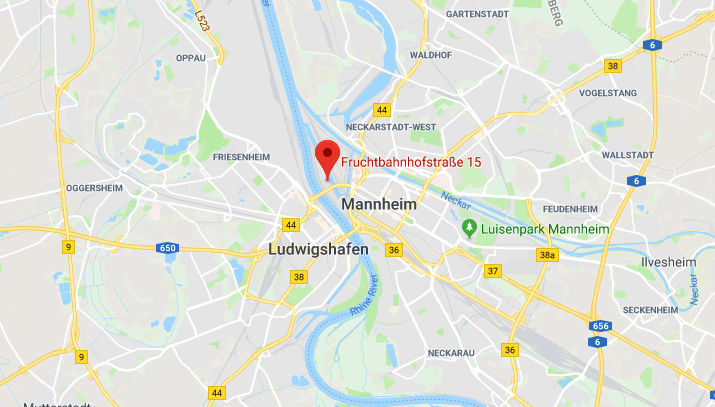 GARTENSTADT
BERG
L523
6
OPPAU
WALDHOF
38
VOGELSTANG
44
NECKARSTADT-WEST
FRIESENHEIM
Fruchtbahnhofstraße 15
WALLSTADT
OGGERSHEIM
6
Neckar
Mannheim
FEUDENHEIM
44
Luisenpark Mannheim
9
650
Ludwigshafen
36
38a
Ilvesheim
38
37
Rhine River
Neckar
SECKENHEIM
656
6
9
NECKARAU
36
44
Mutterstadt